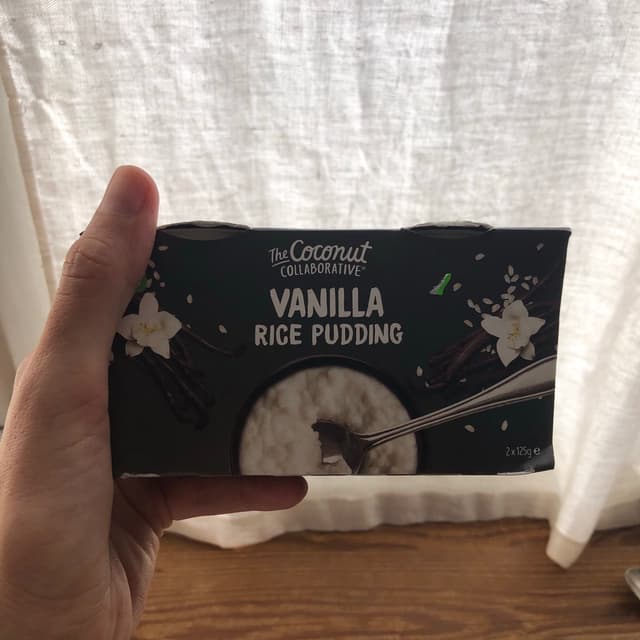 The Coconut
COLLABORATIVE®
VANILLA
RICE PUDDING
2x125g e